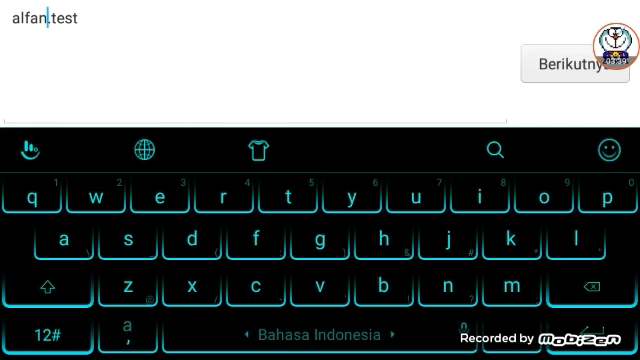 alfan.test
Berikutny
03:39
q 1 w 2 e 3 r 4 t 5 y 6 u 7 i 8 o 9 p 0
a \ s _ d ( f ) g ) h & j # k * l "
z @ x / c - v ' b : n ; m
12# a , Bahasa Indonesia
Recorded by Mobizen